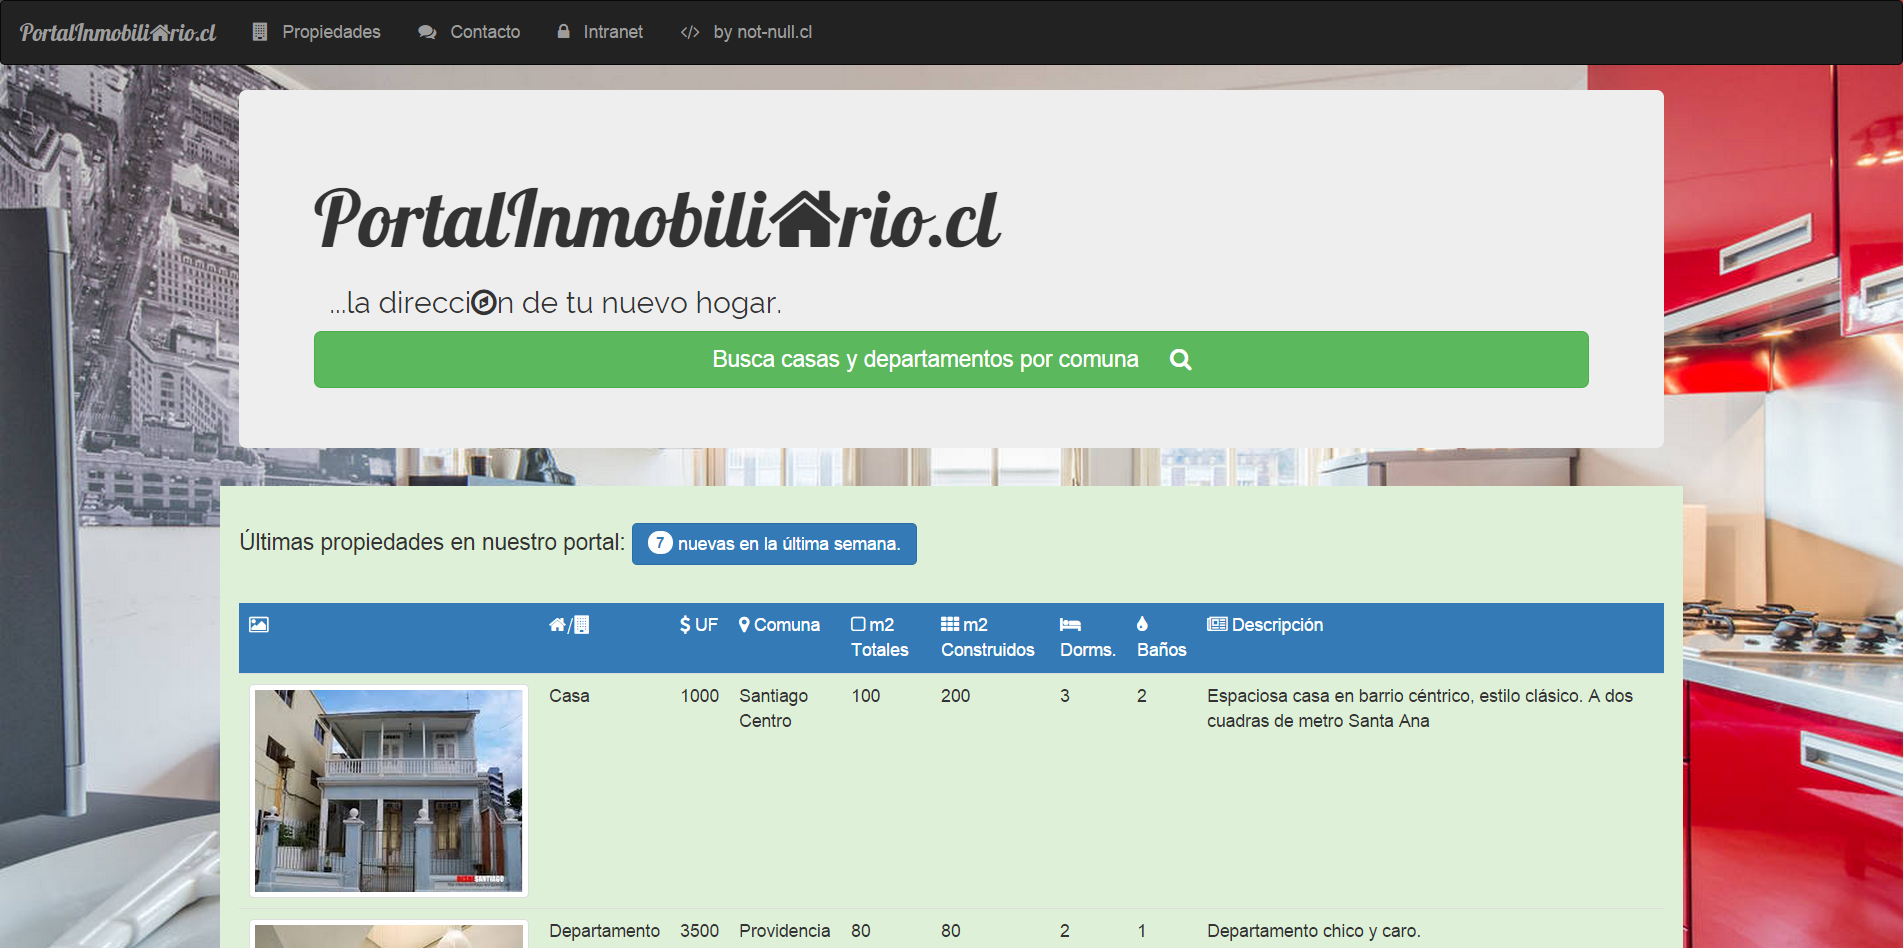 PortalInmobiliario.cl Propiedades Contacto Intranet </> by not-null.cl
PortalInmobiliario.cl
...la dirección de tu nuevo hogar.
Busca casas y departamentos por comuna
Últimas propiedades en nuestro portal: 7 nuevas en la última semana.
/ $ UF Comuna m2 Totales m2 Construidos Dorms. Baños Descripción
Casa 1000 Santiago Centro 100 200 3 2 Espaciosa casa en barrio céntrico, estilo clásico. A dos
cuadras de metro Santa Ana
Departamento 3500 Providencia 80 80 2 1 Departamento chico y caro.